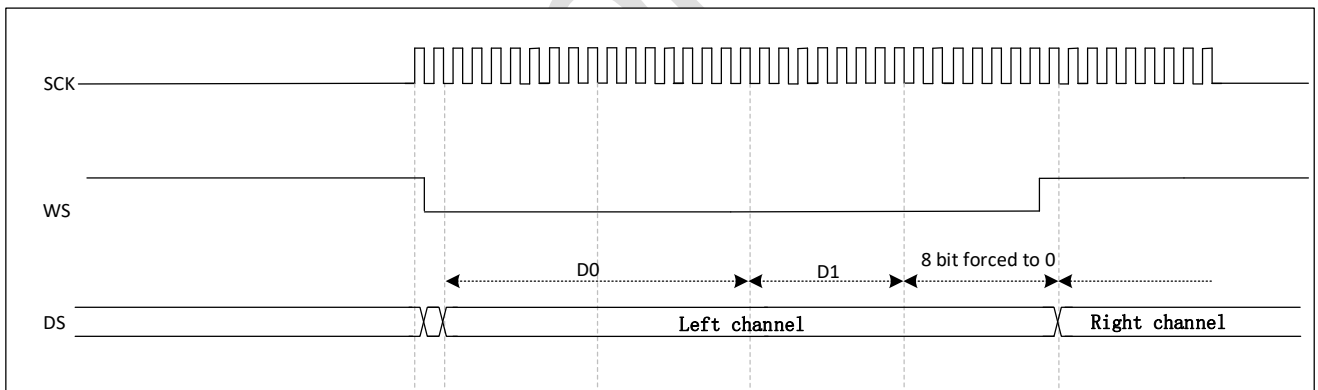 SCK
WS
D0
D1
8 bit forced to 0
DS
Left channel
Right channel